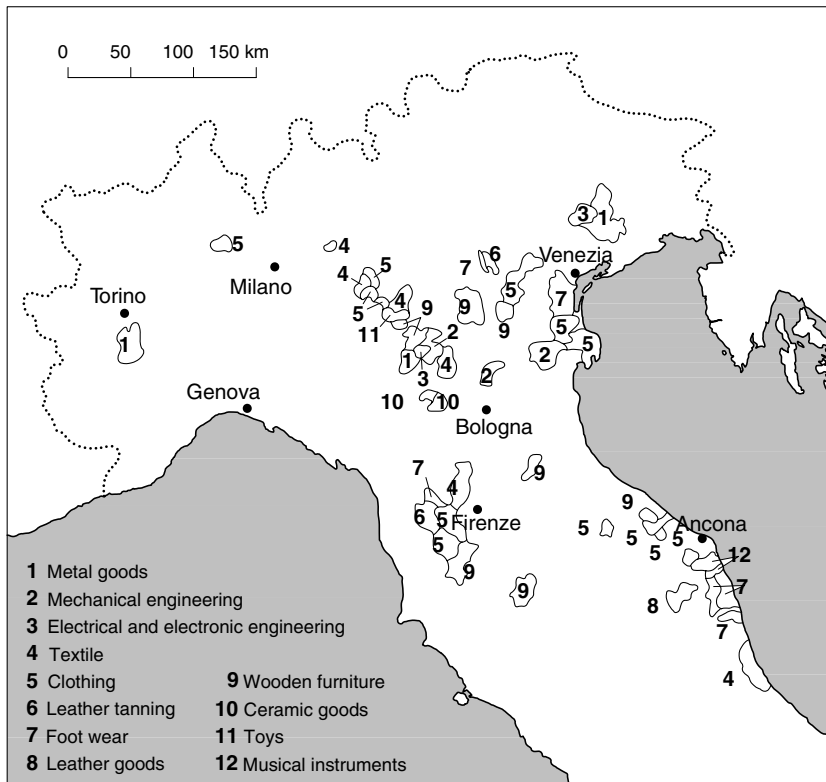 0 50 100 150 km
3 1
5 4 6 Venezia
Milano 4 5 7
5 7
Torino 4 9
5 9
11 2 9 5
1 2 5
1 3 4 2
Genova 10 10
Bologna
7 4 9
6 5 Firenze 9 Ancona
5 5 5 5
5 12
9 9 7
8
7
4
1 Metal goods
2 Mechanical engineering
3 Electrical and electronic engineering
4 Textile
5 Clothing
6 Leather tanning
7 Foot wear
8 Leather goods
9 Wooden furniture
10 Ceramic goods
11 Toys
12 Musical instruments